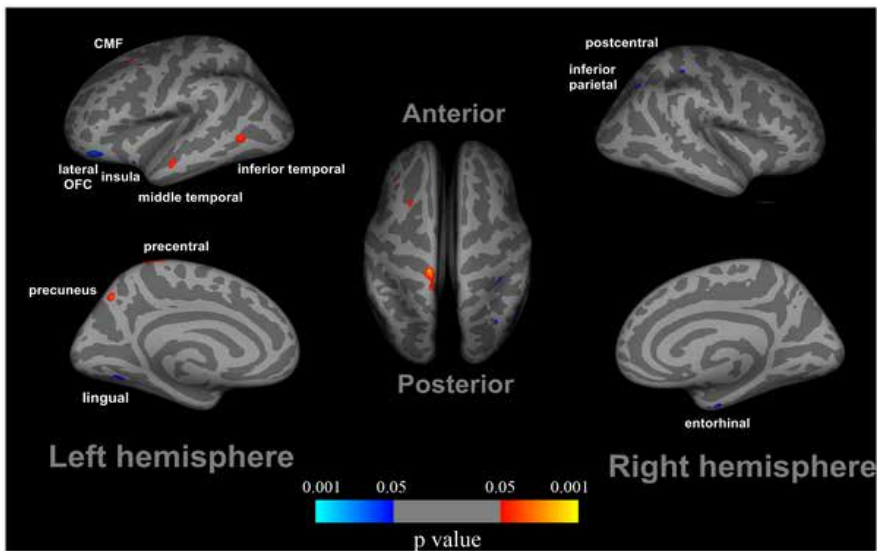 CMF
lateral
OFC
insula
middle temporal
inferior temporal
Anterior
postcentral
inferior
parietal
precentral
precuneus
lingual
Posterior
entorhinal
Left hemisphere
Right hemisphere
0.001 0.05 0.05 0.001
p value